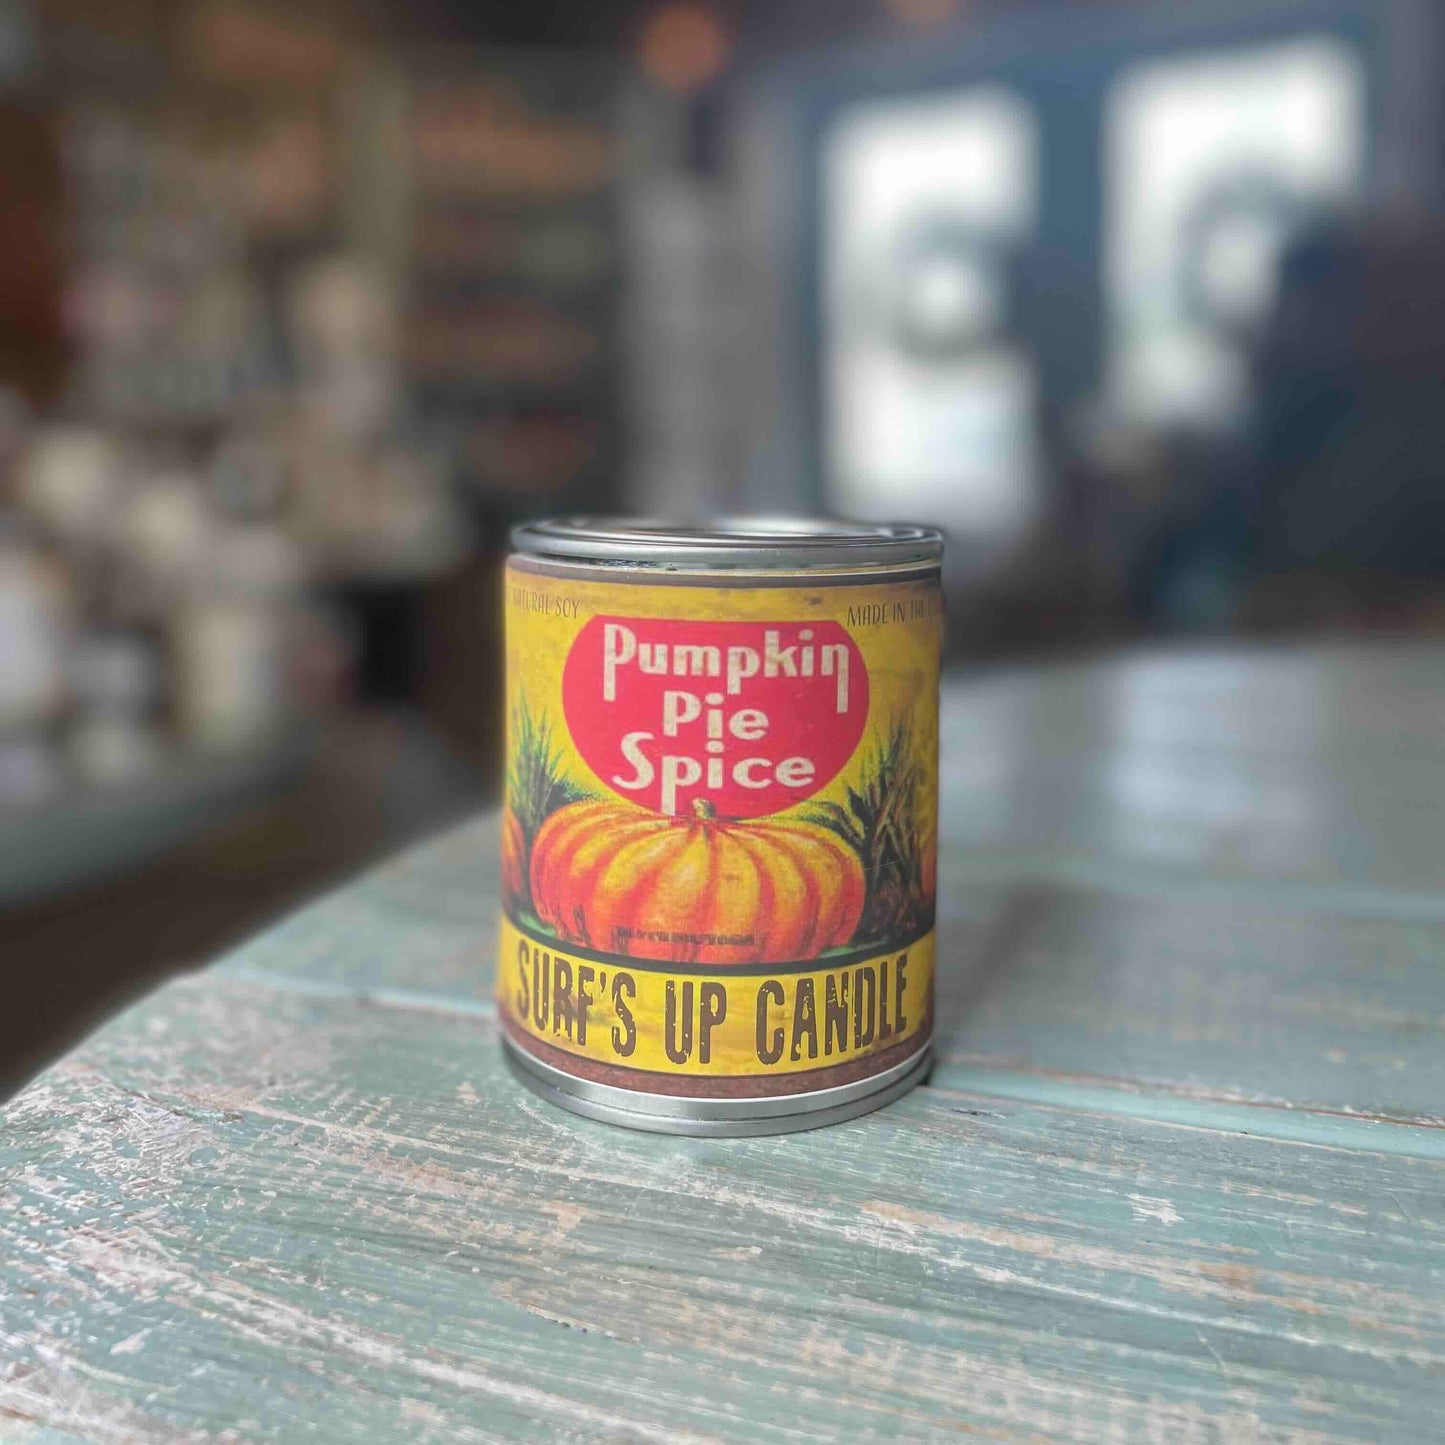 NATURAL SOY
MADE IN THE
Pumpkin
Pie
Spice
SURF'S UP CANDLE